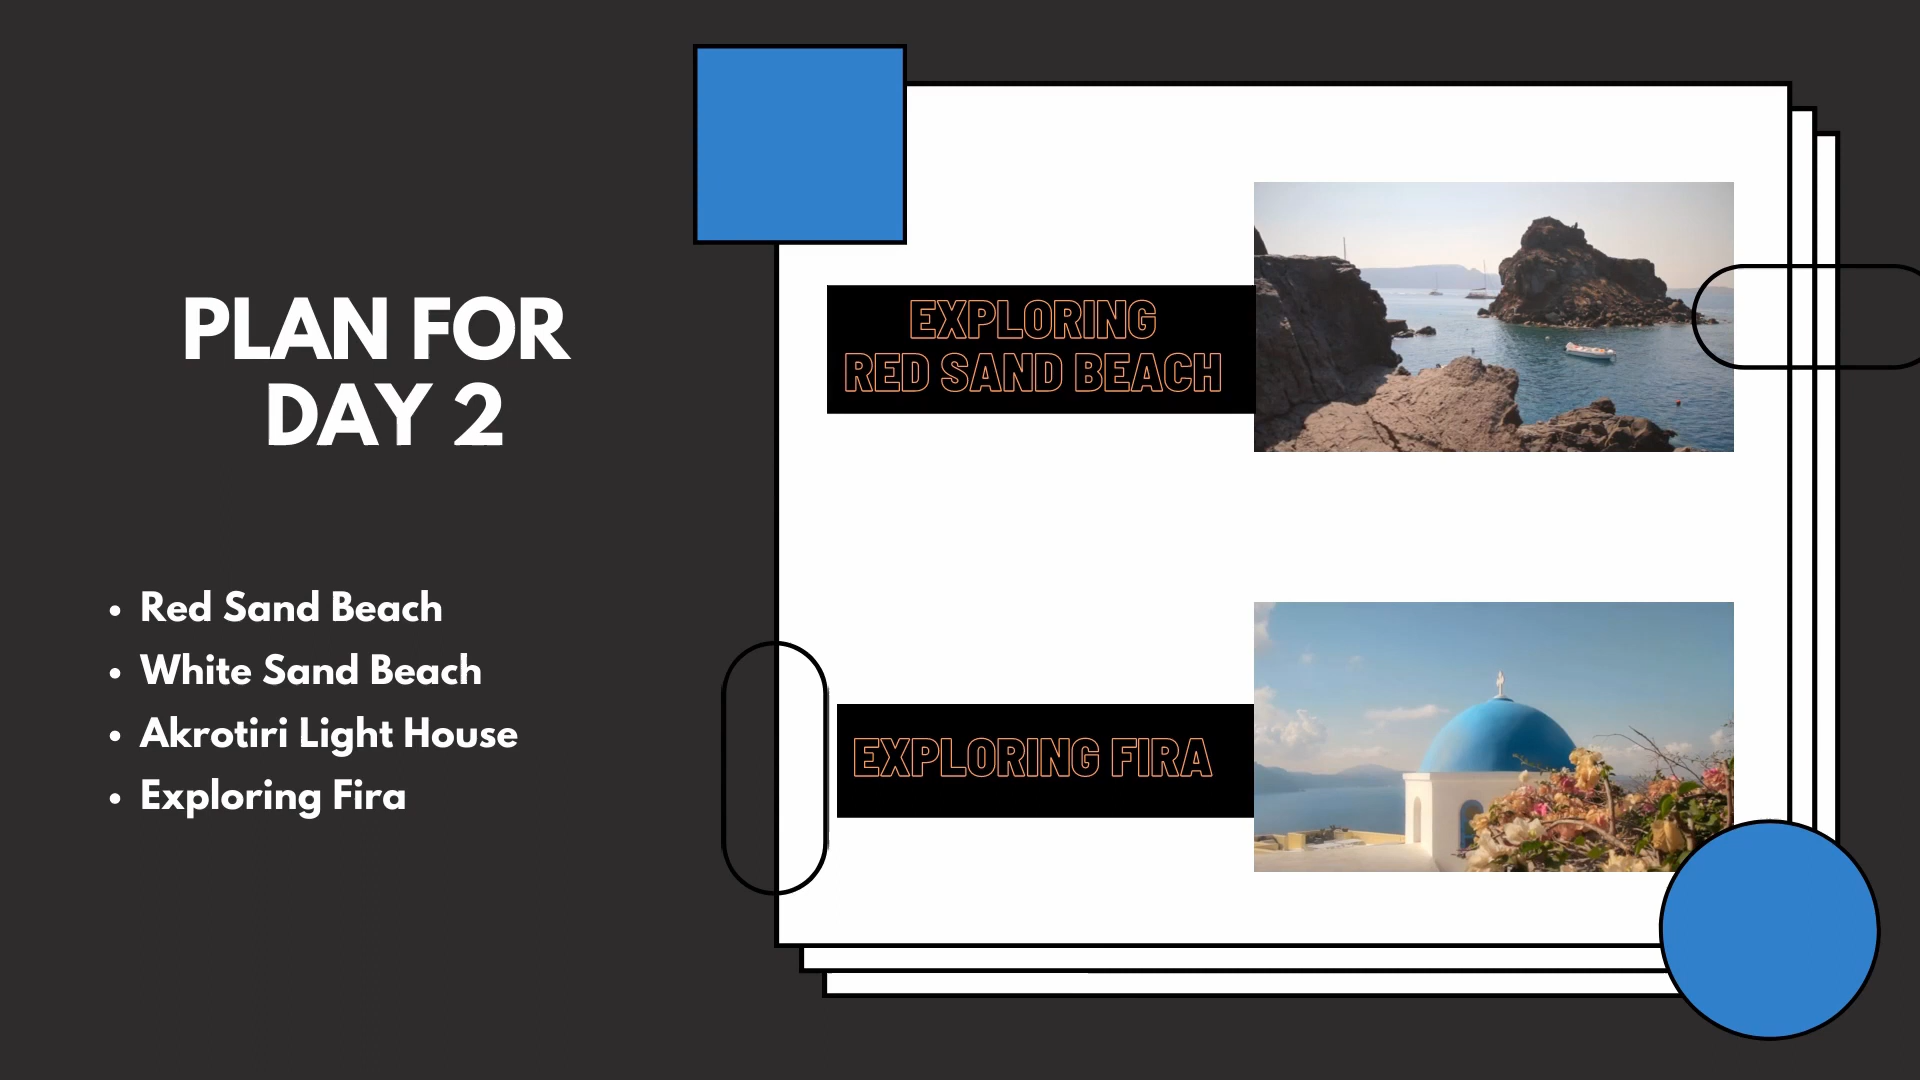 PLAN FOR
DAY 2
• Red Sand Beach
• White Sand Beach
• Akrotiri Light House
• Exploring Fira
EXPLORING
RED SAND BEACH
EXPLORING FIRA